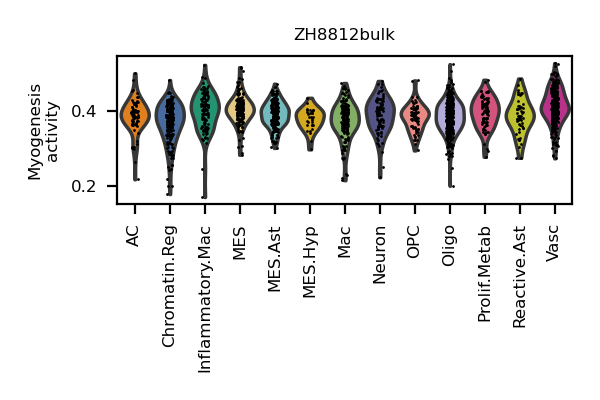 ZH8812bulk
Myogenesis
activity
0.4
0.2
AC
Chromatin.Reg
Inflammatory.Mac
MES
MES.Ast
MES.Hyp
Mac
Neuron
OPC
Oligo
Prolif.Metab
Reactive.Ast
Vasc